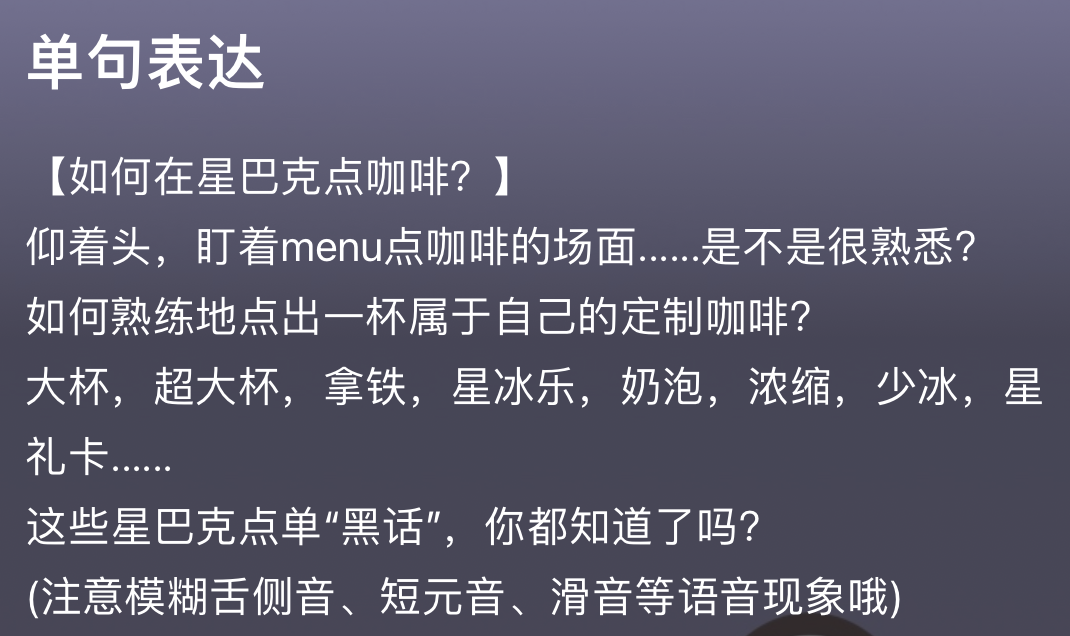 单句表达
【如何在星巴克点咖啡？】
仰着头，盯着menu点咖啡的场面......是不是很熟悉？
如何熟练地点出一杯属于自己的定制咖啡？
大杯，超大杯，拿铁，星冰乐，奶泡，浓缩，少冰，星
礼卡......
这些星巴克点单“黑话”，你都知道了吗？
(注意模糊舌侧音、短元音、滑音等语音现象哦)